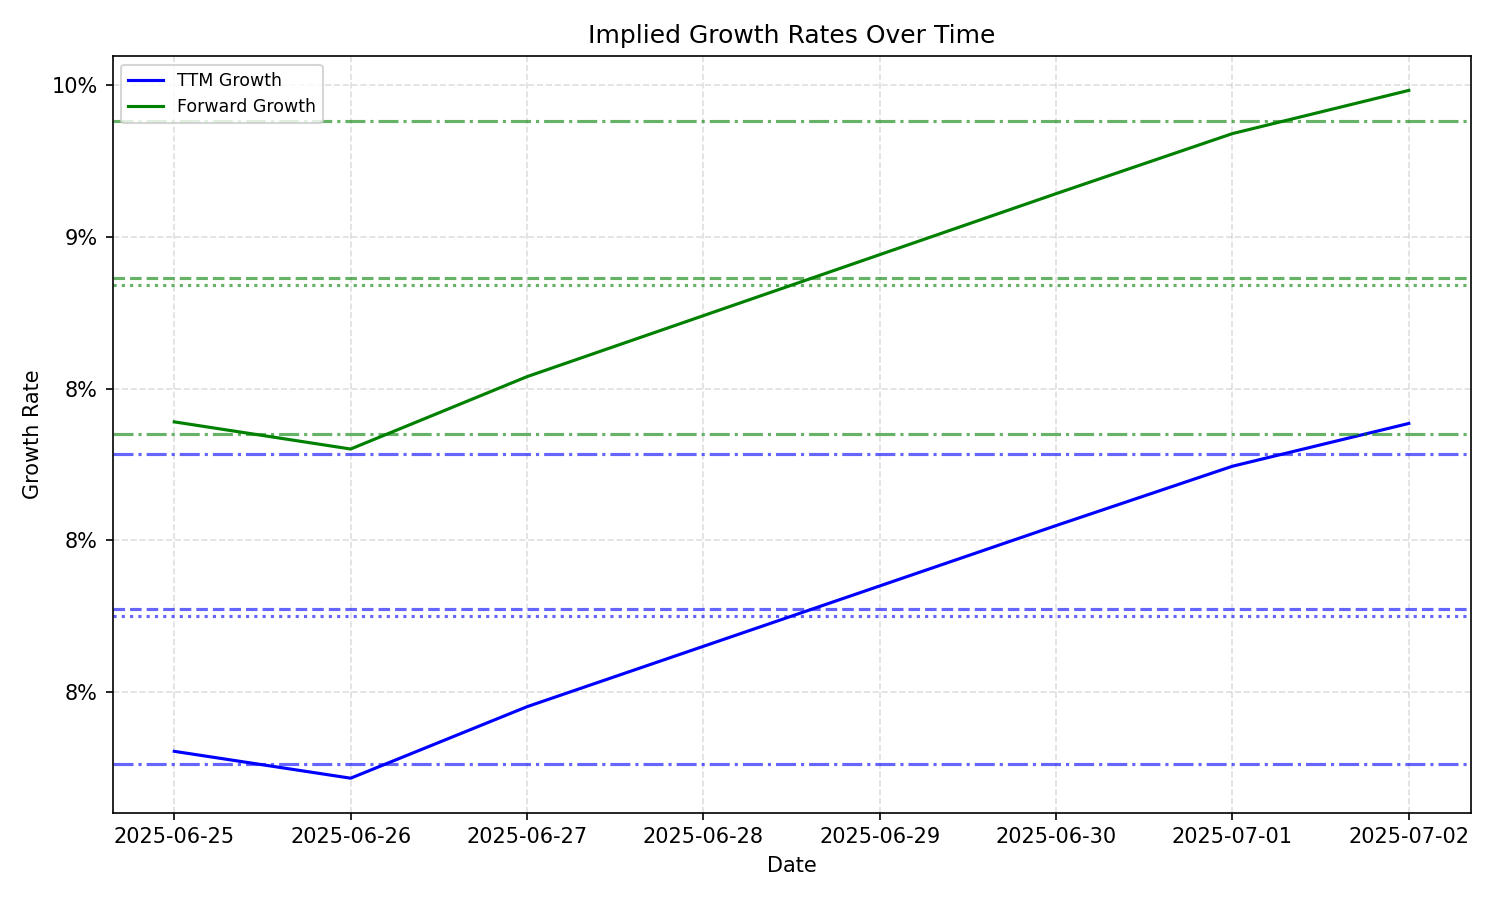 Implied Growth Rates Over Time
TTM Growth
Forward Growth
10%
9%
8%
8%
8%
Growth Rate
2025-06-25 2025-06-26 2025-06-27 2025-06-28 2025-06-29 2025-06-30 2025-07-01 2025-07-02
Date